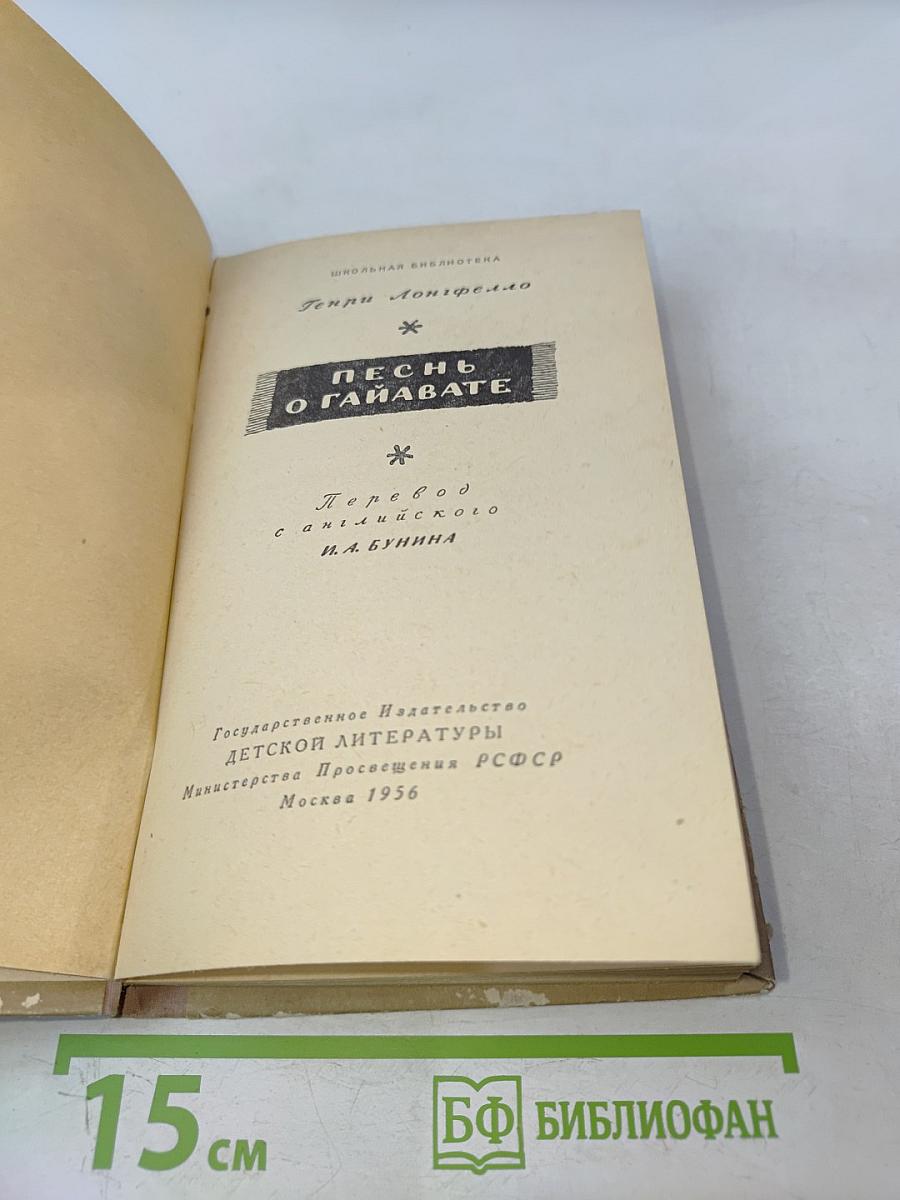 ШКОЛЬНАЯ БИБЛИОТЕКА
Генри Лонгфелло
ПЕСНЬ
О ГАЙАВАТЕ
Перевод
с английского
И. А. БУНИНА
Государственное Издательство
ДЕТСКОЙ ЛИТЕРАТУРЫ
Министерства Просвещения РСФСР
Москва 1956
15 см
БФ БИБЛИОФАН